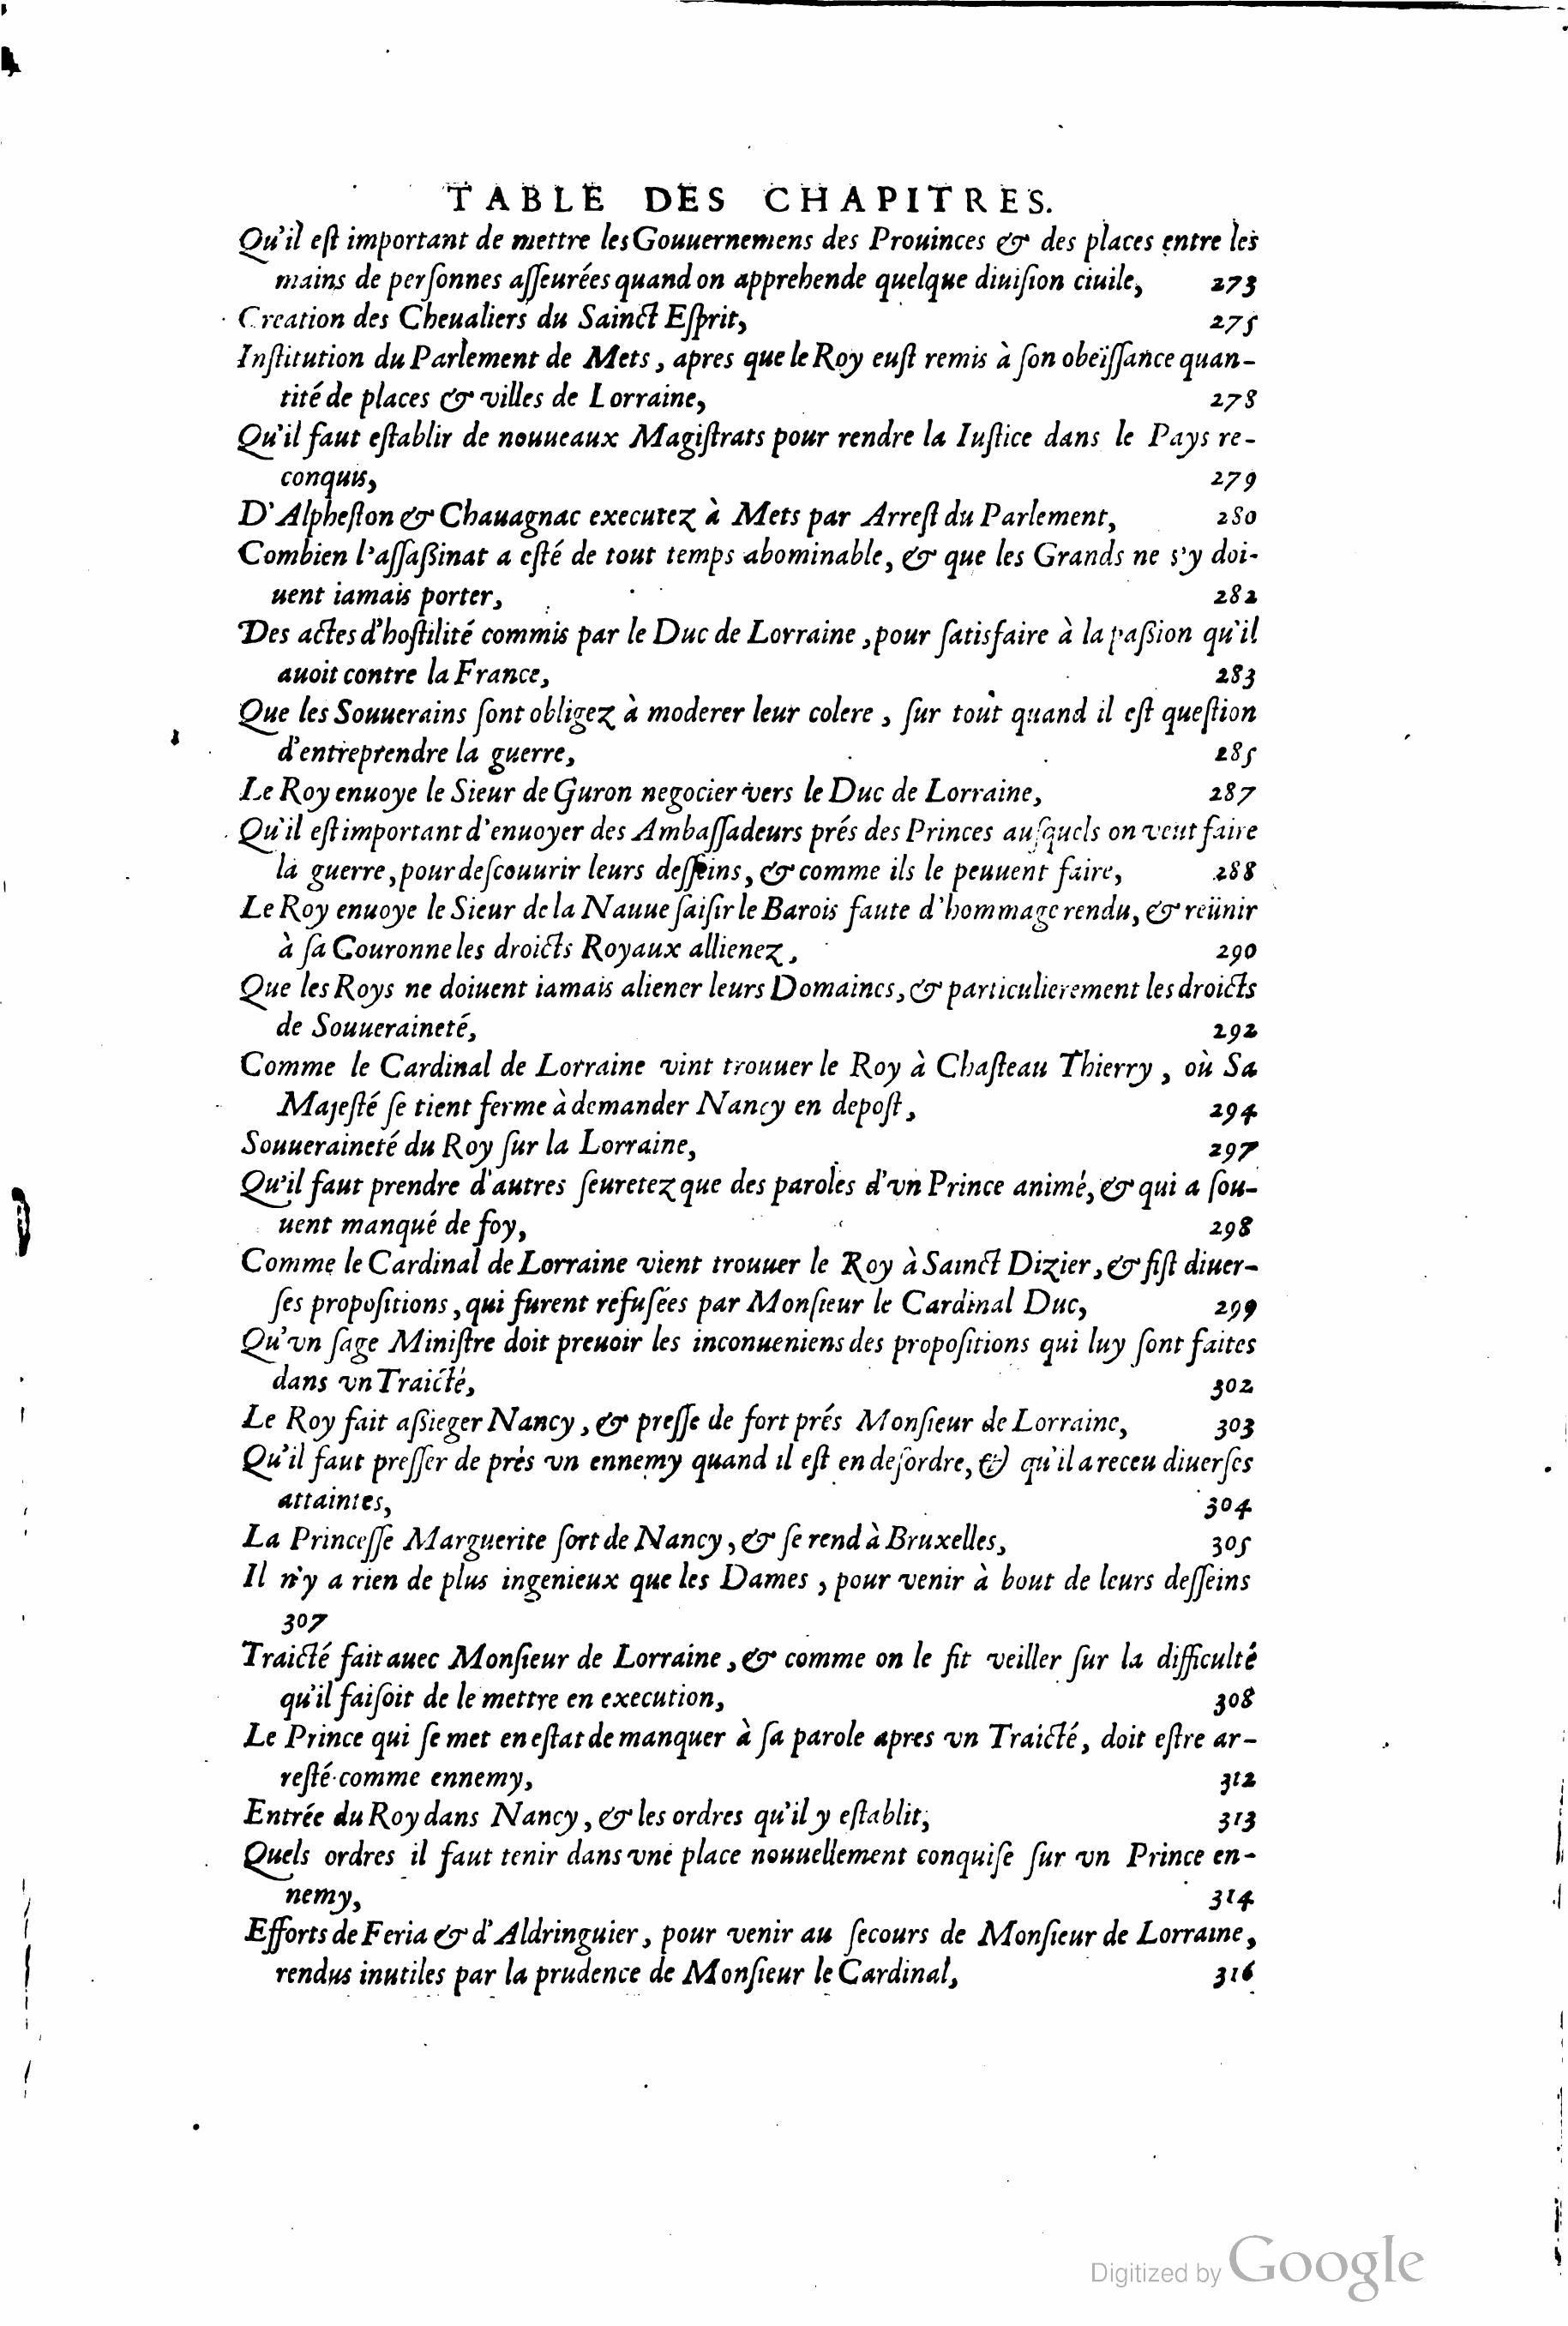 TABLE DES CHAPITRES.
Qu'il eſt important de mettre les Gouuernemens des Prouinces & des places entre les
mains de perſonnes aſſeurées quand on apprehende quelque diuiſion ciuile, 273
Creation des Cheualiers du Sainct Eſprit, 275
Inſtitution du Parlement de Mets, apres que le Roy euſt remis à ſon obeïſſance quan-
tité de places & villes de Lorraine, 278
Qu'il faut eſtablir de nouueaux Magiſtrats pour rendre la Iuſtice dans le Pays re-
conquis, 279
D'Alpheſton & Chauagnac executez à Mets par Arreſt du Parlement, 280
Combien l'aſſaßinat a eſté de tout temps abominable, & que les Grands ne s'y doi-
uent iamais porter, 282
Des actes d'hoſtilité commis par le Duc de Lorraine, pour ſatisfaire à la paßion qu'il
auoit contre la France, 283
Que les Souuerains ſont obligez à moderer leur colere, ſur tout quand il eſt queſtion
d'entreprendre la guerre, 285
Le Roy enuoye le Sieur de Guron negocier vers le Duc de Lorraine, 287
Qu'il eſt important d'enuoyer des Ambaſſadeurs prés des Princes auſquels on veut faire
la guerre, pour deſcouurir leurs deſſeins, & comme ils le peuuent faire, 288
Le Roy enuoye le Sieur de la Nauue ſaiſir le Barois faute d'hommage rendu, & reünir
à ſa Couronne les droicts Royaux allienez, 290
Que les Roys ne doiuent iamais aliener leurs Domaines, & particulierement les droicts
de Souueraineté, 292
Comme le Cardinal de Lorraine vint trouuer le Roy à Chaſteau Thierry, où Sa
Majeſté ſe tient ferme à demander Nancy en depoſt, 294
Souueraineté du Roy ſur la Lorraine, 297
Qu'il faut prendre d'autres ſeuretez que des paroles d'vn Prince animé, & qui a ſou-
uent manqué de foy, 298
Comme le Cardinal de Lorraine vient trouuer le Roy à Sainct Dizier, & fiſt diuer-
ſes propoſitions, qui furent refuſées par Monſieur le Cardinal Duc, 299
Qu'vn ſage Miniſtre doit preuoir les inconueniens des propoſitions qui luy ſont faites
dans vn Traicté, 302
Le Roy fait aßieger Nancy, & preſſe de fort prés Monſieur de Lorraine, 303
Qu'il faut preſſer de près vn ennemy quand il eſt en deſordre, & qu'il a receu diuerſes
attaintes, 304
La Princeſſe Marguerite ſort de Nancy, & ſe rend à Bruxelles, 305
Il n'y a rien de plus ingenieux que les Dames, pour venir à bout de leurs deſſeins
307
Traicté fait auec Monſieur de Lorraine, & comme on le fit veiller ſur la difficulté
qu'il faiſoit de le mettre en execution, 308
Le Prince qui ſe met en eſtat de manquer à ſa parole apres vn Traicté, doit eſtre ar-
reſté comme ennemy, 312
Entrée du Roy dans Nancy, & les ordres qu'il y eſtablit, 313
Quels ordres il faut tenir dans vne place nouuellement conquiſe ſur vn Prince en-
nemy, 314
Efforts de Feria & d'Aldringuier, pour venir au ſecours de Monſieur de Lorraine,
rendus inutiles par la prudence de Monſieur le Cardinal, 316
Digitized by Google